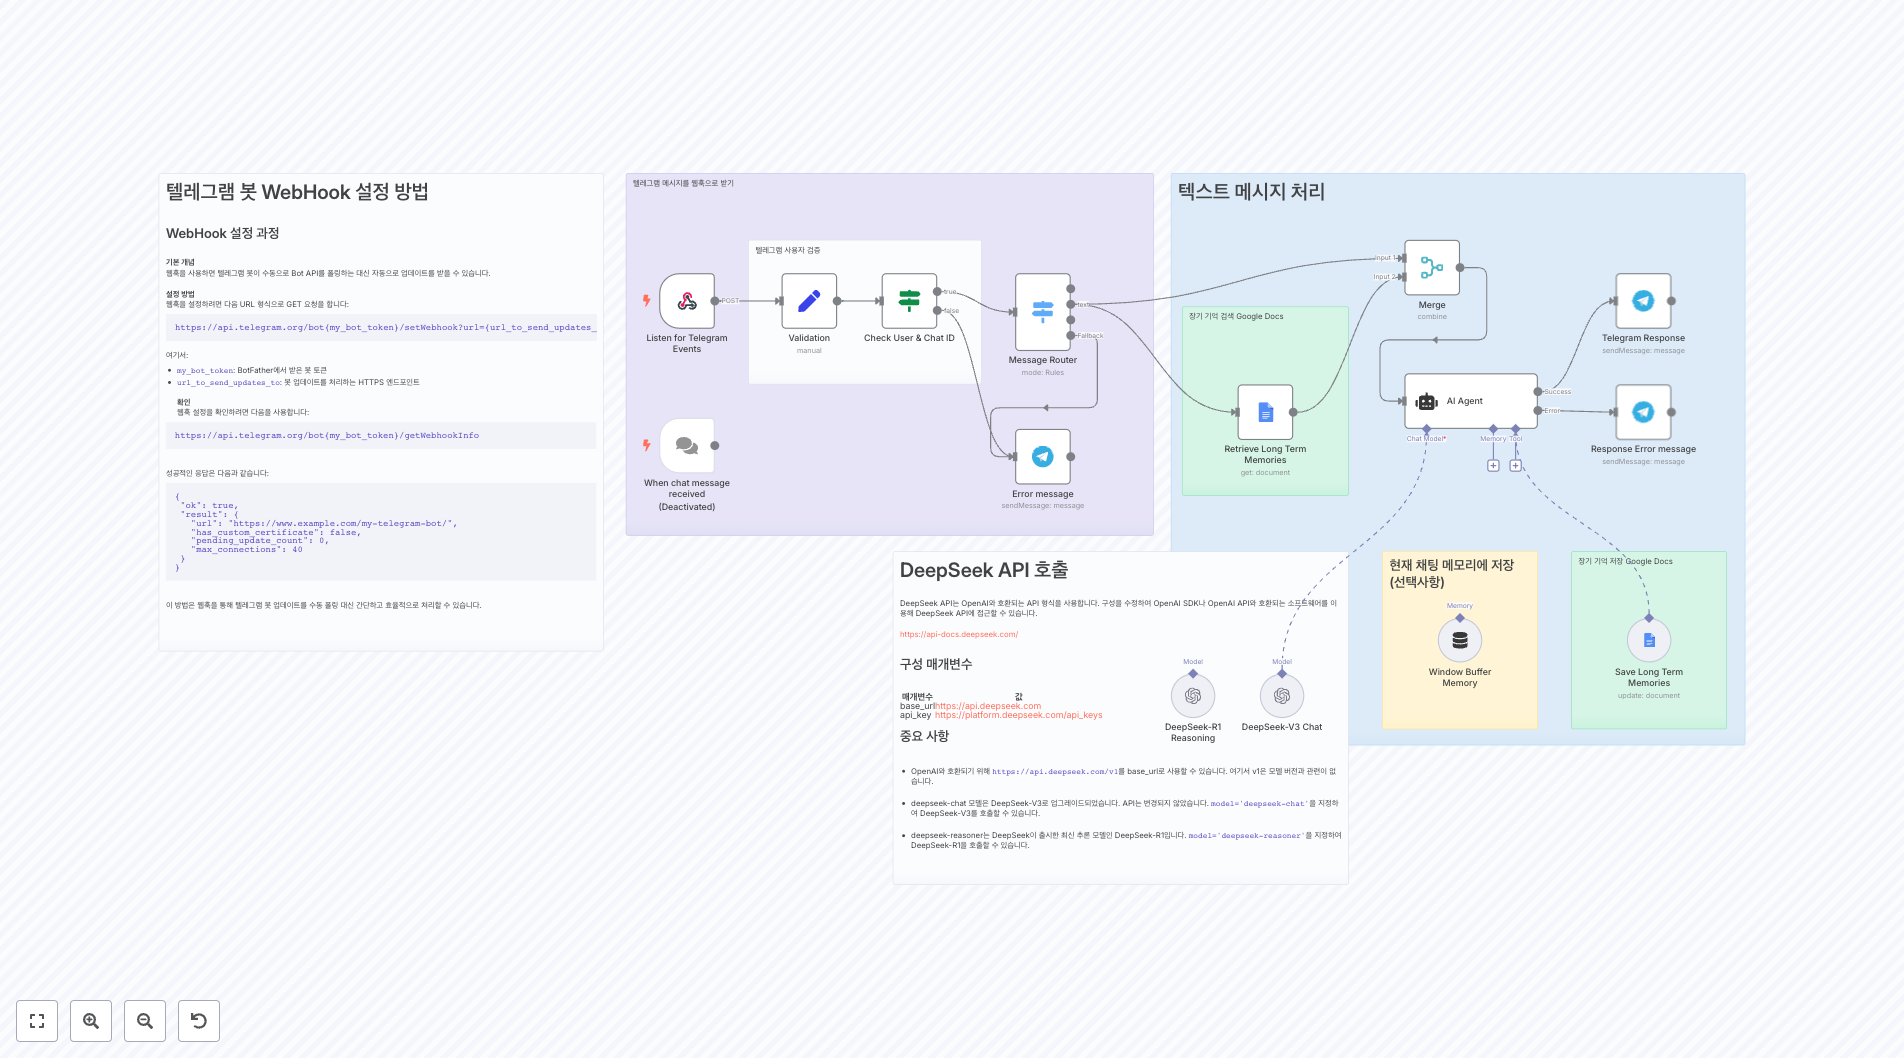 텔레그램 봇 WebHook 설정 방법
WebHook 설정 과정
기본 개념
웹훅을 사용하면 텔레그램 봇이 수동으로 Bot API를 폴링하는 대신 자동으로 업데이트를 받을 수 있습니다.
설정 방법
웹훅을 설정하려면 다음 URL 형식으로 GET 요청을 합니다:
https://api.telegram.org/bot{my_bot_token}/setWebhook?url={url_to_send_updates_
여기서:
my_bot_token: BotFather에서 받은 봇 토큰
url_to_send_updates_to: 봇 업데이트를 처리하는 HTTPS 엔드포인트
확인
웹훅 설정을 확인하려면 다음을 사용합니다:
https://api.telegram.org/bot{my_bot_token}/getWebhookInfo
성공적인 응답은 다음과 같습니다:
{
"ok": true,
"result": {
"url": "https://www.example.com/my-telegram-bot/",
"has_custom_certificate": false,
"pending_update_count": 0,
"max_connections": 40
}
}
이 방법은 웹훅을 통해 텔레그램 봇 업데이트를 수동 폴링 대신 간단하고 효율적으로 처리할 수 있습니다.
텔레그램 메시지를 웹훅으로 받기
텔레그램 사용자 검증
POST
Listen for Telegram
Events
Validation
manual
true
false
Check User & Chat ID
text
Fallback
Message Router
mode: Rules
When chat message
received
(Deactivated)
Error message
sendMessage: message
텍스트 메시지 처리
장기 기억 검색 Google Docs
Retrieve Long Term
Memories
get: document
Input 1
Input 2
Merge
combine
AI Agent
Success
Error
Chat Model*
Memory
Tool
Telegram Response
sendMessage: message
Response Error message
sendMessage: message
현재 채팅 메모리에 저장
(선택사항)
Memory
Window Buffer
Memory
장기 기억 저장 Google Docs
Save Long Term
Memories
update: document
DeepSeek API 호출
DeepSeek API는 OpenAI와 호환되는 API 형식을 사용합니다. 구성을 수정하여 OpenAI SDK나 OpenAI API와 호환되는 소프트웨어를 이
용해 DeepSeek API에 접근할 수 있습니다.
https://api-docs.deepseek.com/
구성 매개변수
매개변수 값
base_url https://api.deepseek.com
api_key https://platform.deepseek.com/api_keys
Model
DeepSeek-R1
Reasoning
Model
DeepSeek-V3 Chat
중요 사항
OpenAI와 호환되기 위해 https://api.deepseek.com/v1를 base_url로 사용할 수 있습니다. 여기서 v1은 모델 버전과 관련이 없
습니다.
deepseek-chat 모델은 DeepSeek-V3로 업그레이드되었습니다. API는 변경되지 않았습니다. model='deepseek-chat'을 지정하
여 DeepSeek-V3를 호출할 수 있습니다.
deepseek-reasoner는 DeepSeek이 출시한 최신 추론 모델인 DeepSeek-R1입니다. model='deepseek-reasoner'을 지정하여
DeepSeek-R1을 호출할 수 있습니다.